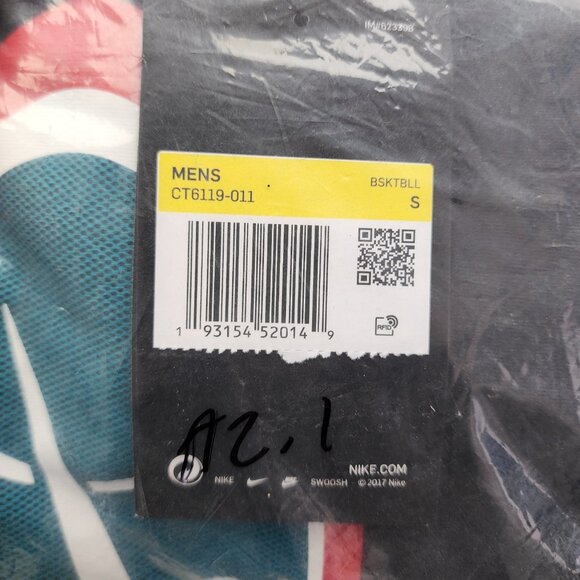 IM#623398
MENS BSKTBLL
CT6119-011 S
1 93154 52014 9
RFID
A2.1
NIKE.COM
NIKE SWOOSH © 2017 Nike